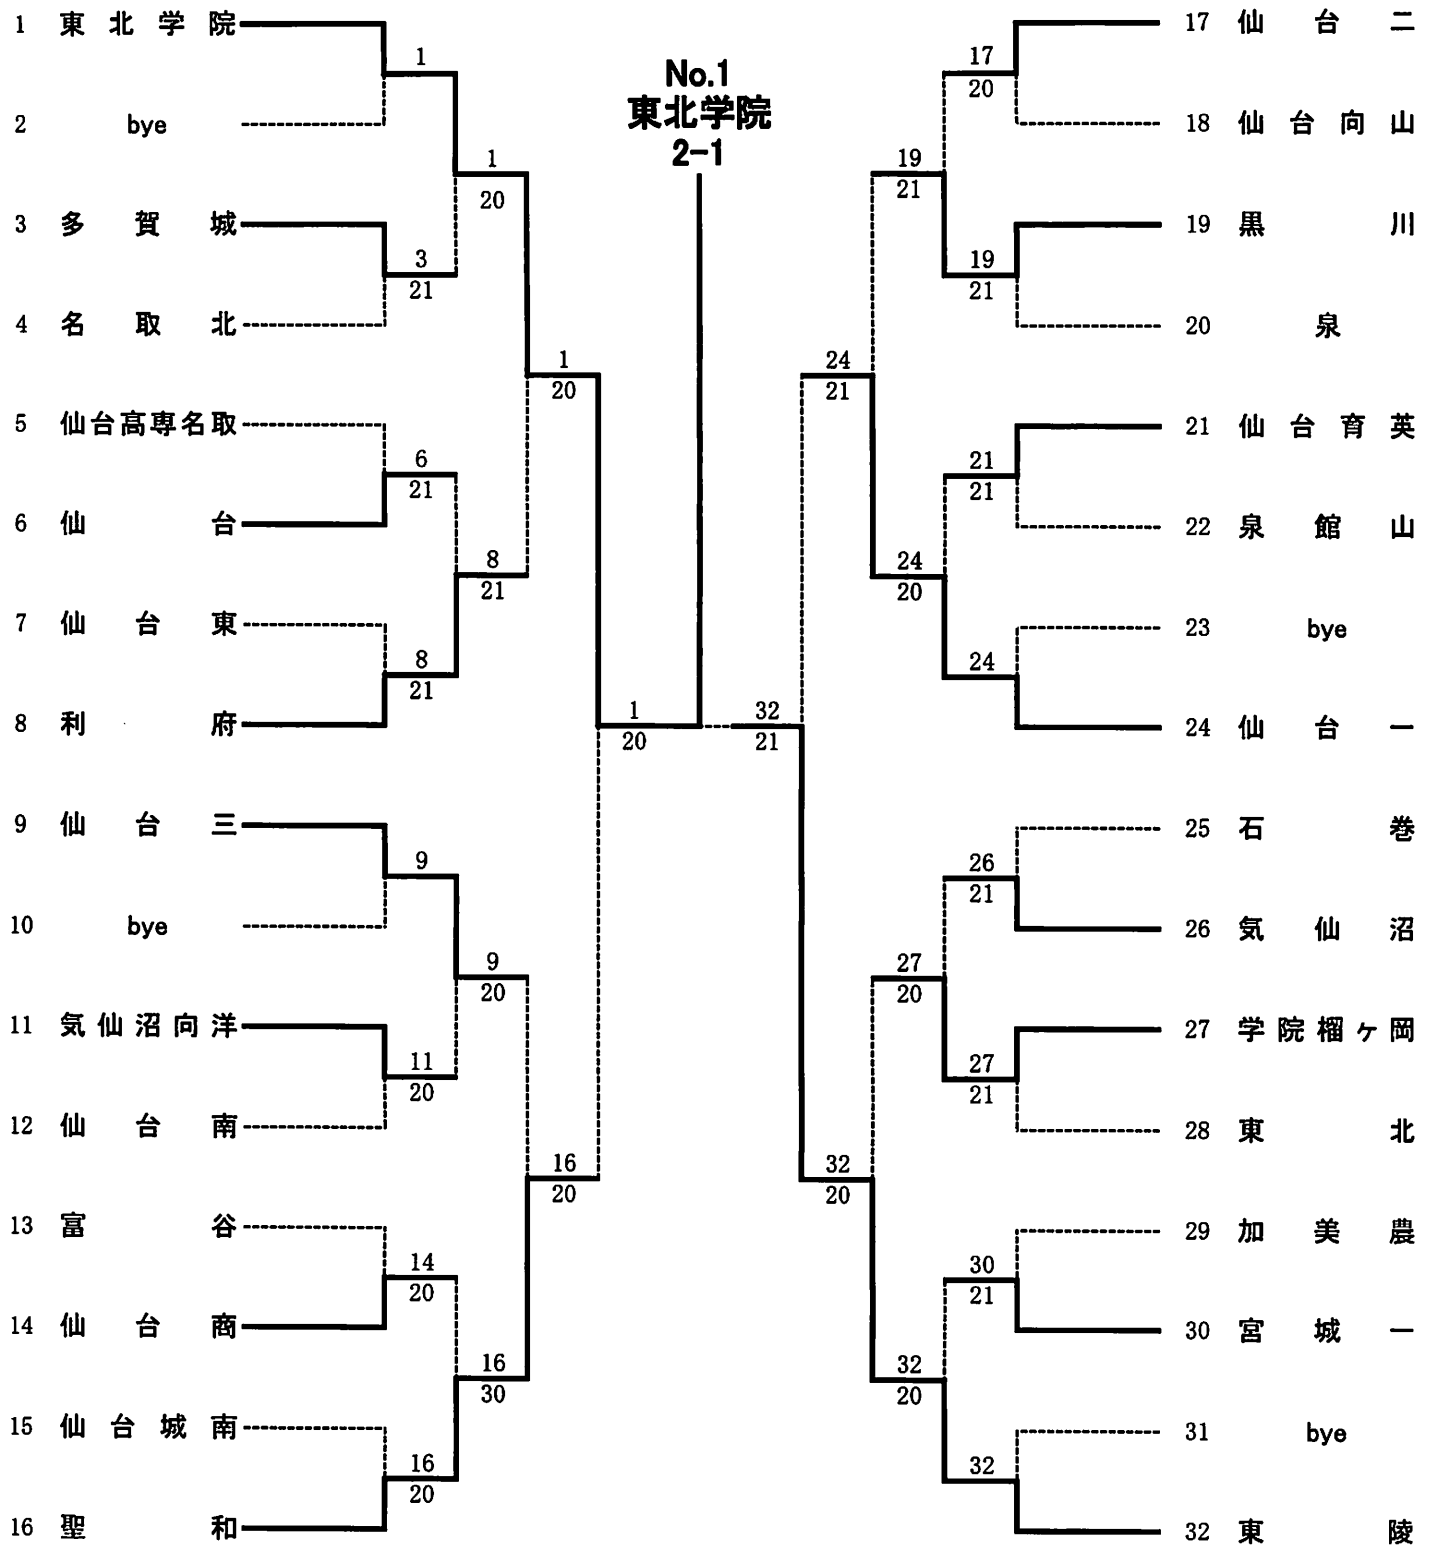 1 東北学院
2 bye
3 多賀城
4 名取北
5 仙台高専名取
6 仙台
7 仙台東
8 利府
9 仙台三
10 bye
11 気仙沼向洋
12 仙台南
13 富谷
14 仙台商
15 仙台城南
16 聖和
1
3
21
6
21
8
21
9
11
20
14
20
16
20
1
20
8
21
9
20
16
30
1
20
16
20
1
20
No.1
東北学院
2-1
32
21
24
21
32
20
19
21
24
20
27
20
32
20
17
20
19
21
21
21
24
26
21
27
21
30
21
32
17 仙台二
18 仙台向山
19 黒川
20 泉
21 仙台育英
22 泉館山
23 bye
24 仙台一
25 石巻
26 気仙沼
27 学院榴ヶ岡
28 東北
29 加美農
30 宮城一
31 bye
32 東陵